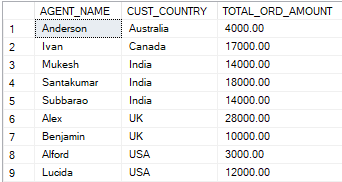 AGENT_NAME CUST_COUNTRY TOTAL_ORD_AMOUNT
1 Anderson Australia 4000.00
2 Ivan Canada 17000.00
3 Mukesh India 14000.00
4 Santakumar India 18000.00
5 Subbarao India 14000.00
6 Alex UK 28000.00
7 Benjamin UK 10000.00
8 Alford USA 3000.00
9 Lucida USA 12000.00